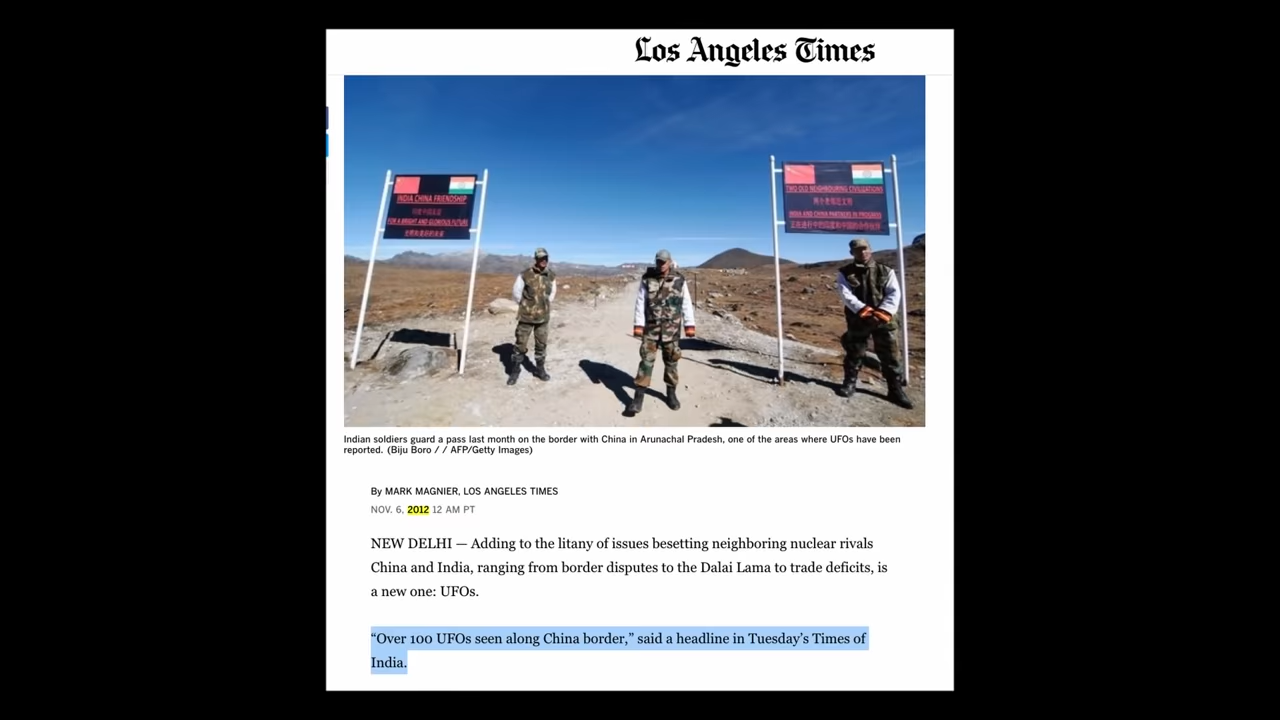 Los Angeles Times
INDIA CHINA FRIENDSHIP
FOR A BRIGHT AND GLORIOUS FUTURE
TWO OLD NEIGHBOURING CIVILIZATIONS
INDIA AND CHINA PARTNERS IN PROGRESS
Indian soldiers guard a pass last month on the border with China in Arunachal Pradesh, one of the areas where UFOs have been
reported. (Biju Boro / / AFP/Getty Images)
By MARK MAGNIER, LOS ANGELES TIMES
NOV. 6, 2012 12 AM PT
NEW DELHI — Adding to the litany of issues besetting neighboring nuclear rivals
China and India, ranging from border disputes to the Dalai Lama to trade deficits, is
a new one: UFOs.
“Over 100 UFOs seen along China border,” said a headline in Tuesday’s Times of
India.